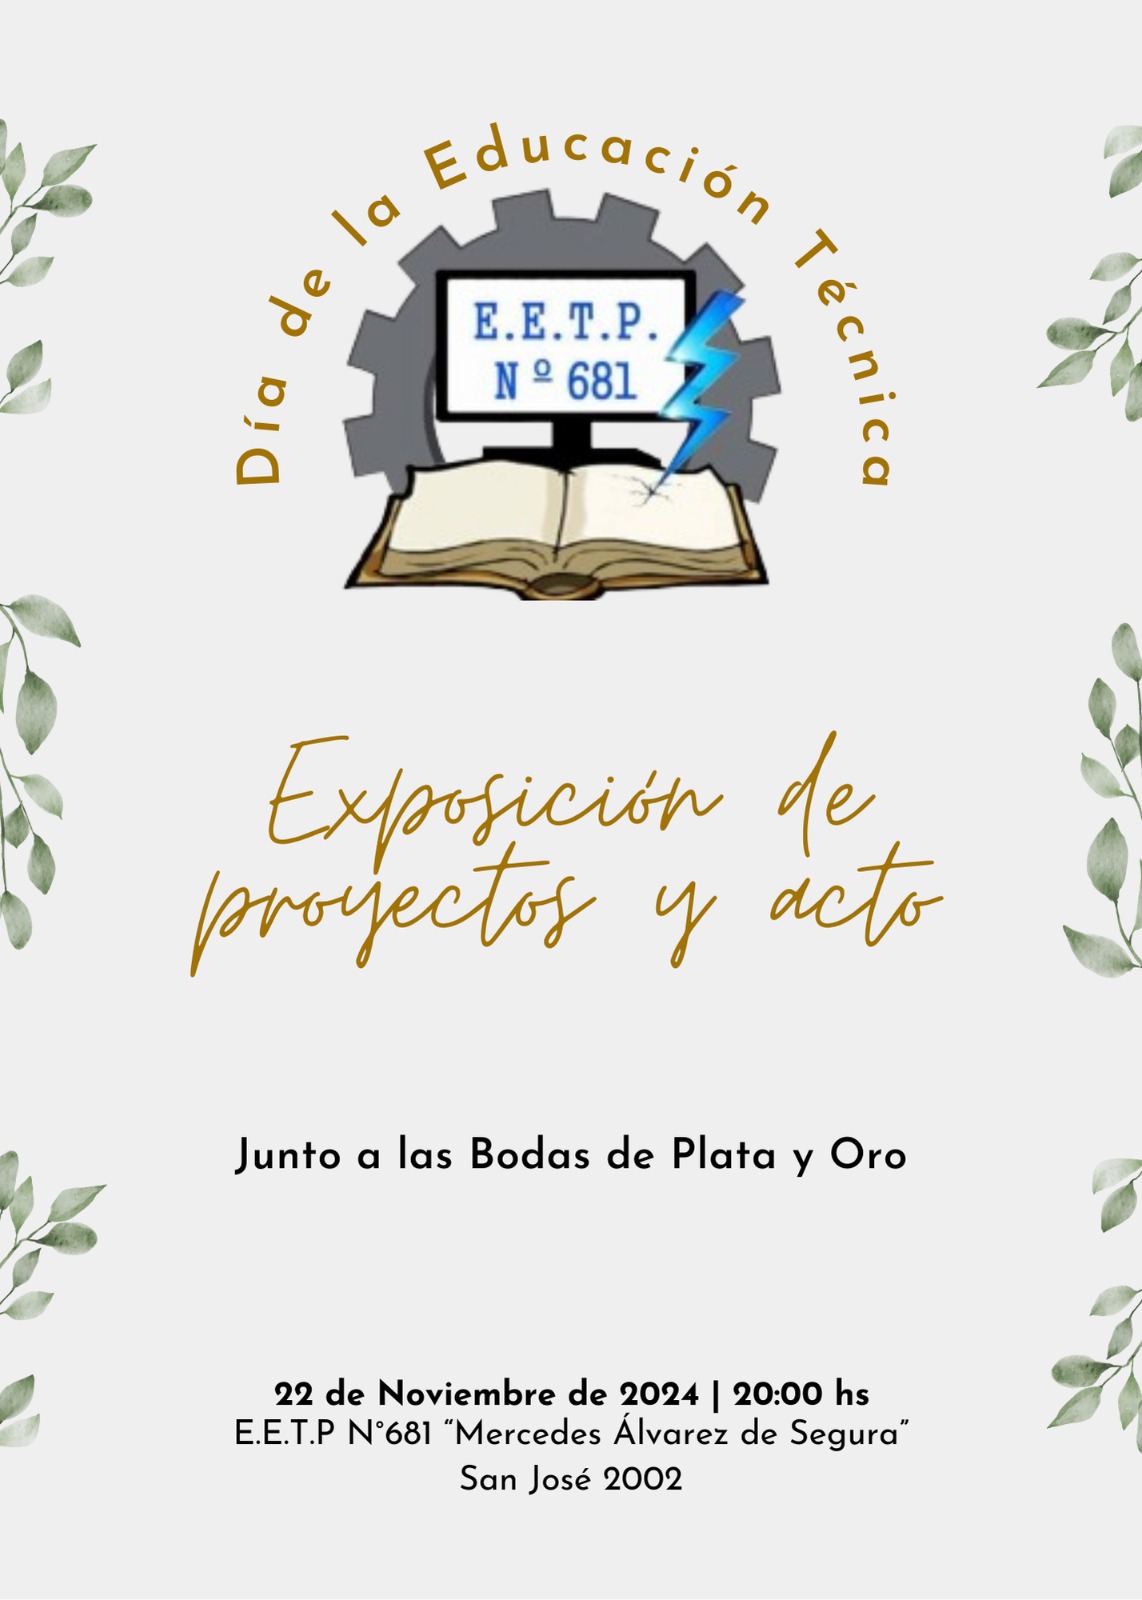 Día de la Educación Técnica
E.E.T.P.
Nº 681
Exposición de
proyectos y acto
Junto a las Bodas de Plata y Oro
22 de Noviembre de 2024 | 20:00 hs
E.E.T.P N°681 “Mercedes Álvarez de Segura”
San José 2002